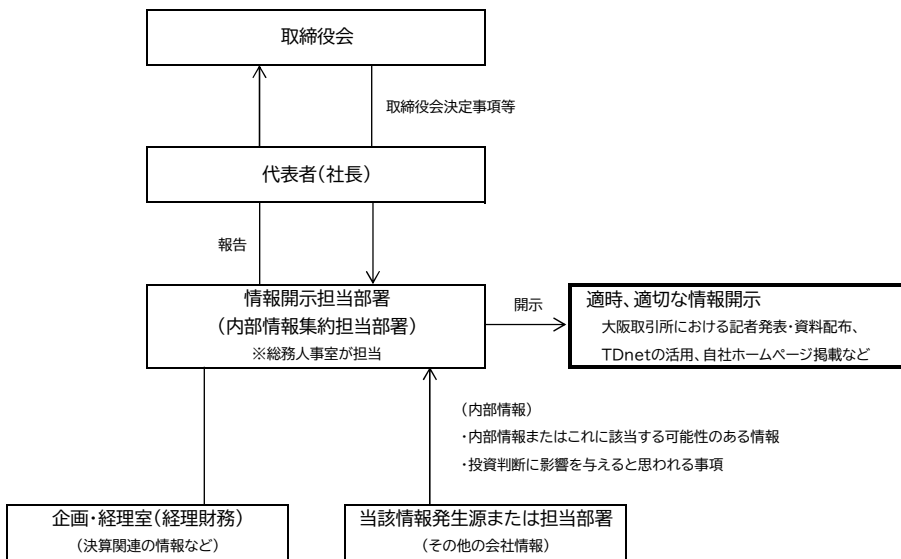 取締役会
取締役会決定事項等
代表者(社長)
報告
情報開示担当部署
(内部情報集約担当部署)
※総務人事室が担当
開示
適時、適切な情報開示
大阪取引所における記者発表・資料配布、
TDnetの活用、自社ホームページ掲載など
(内部情報)
・内部情報またはこれに該当する可能性のある情報
・投資判断に影響を与えると思われる事項
企画・経理室(経理財務)
(決算関連の情報など)
当該情報発生源または担当部署
(その他の会社情報)